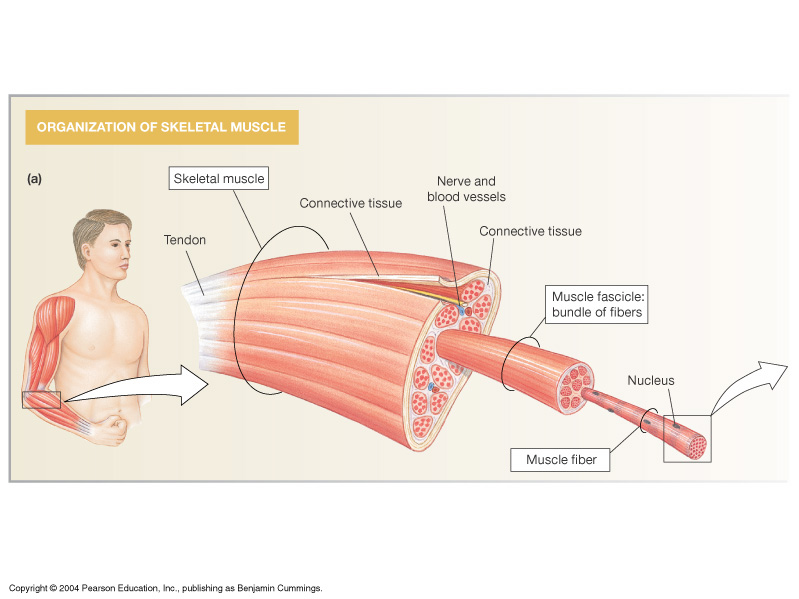 ORGANIZATION OF SKELETAL MUSCLE
(a)
Skeletal muscle
Connective tissue
Nerve and
blood vessels
Tendon
Connective tissue
Muscle fascicle:
bundle of fibers
Nucleus
Muscle fiber
Copyright © 2004 Pearson Education, Inc., publishing as Benjamin Cummings.